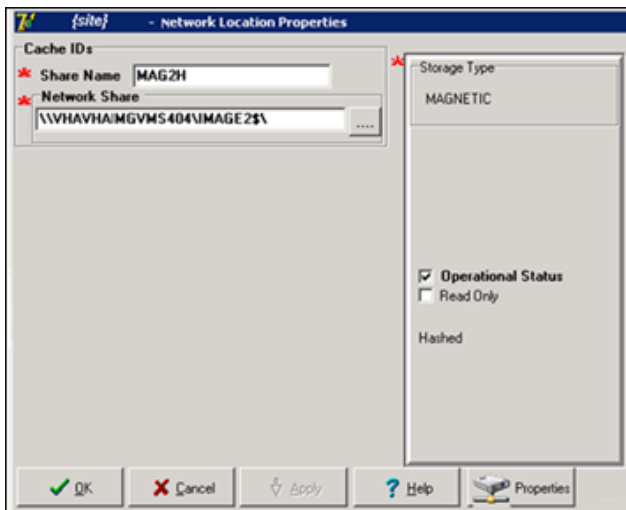 {site} - Network Location Properties
Cache IDs
* Share Name MAG2H
* Network Share
\\VHAVHAIMGVMS404\IMAGE2$\ ....
* Storage Type
MAGNETIC
Operational Status
Read Only
Hashed
OK Cancel Apply Help Properties